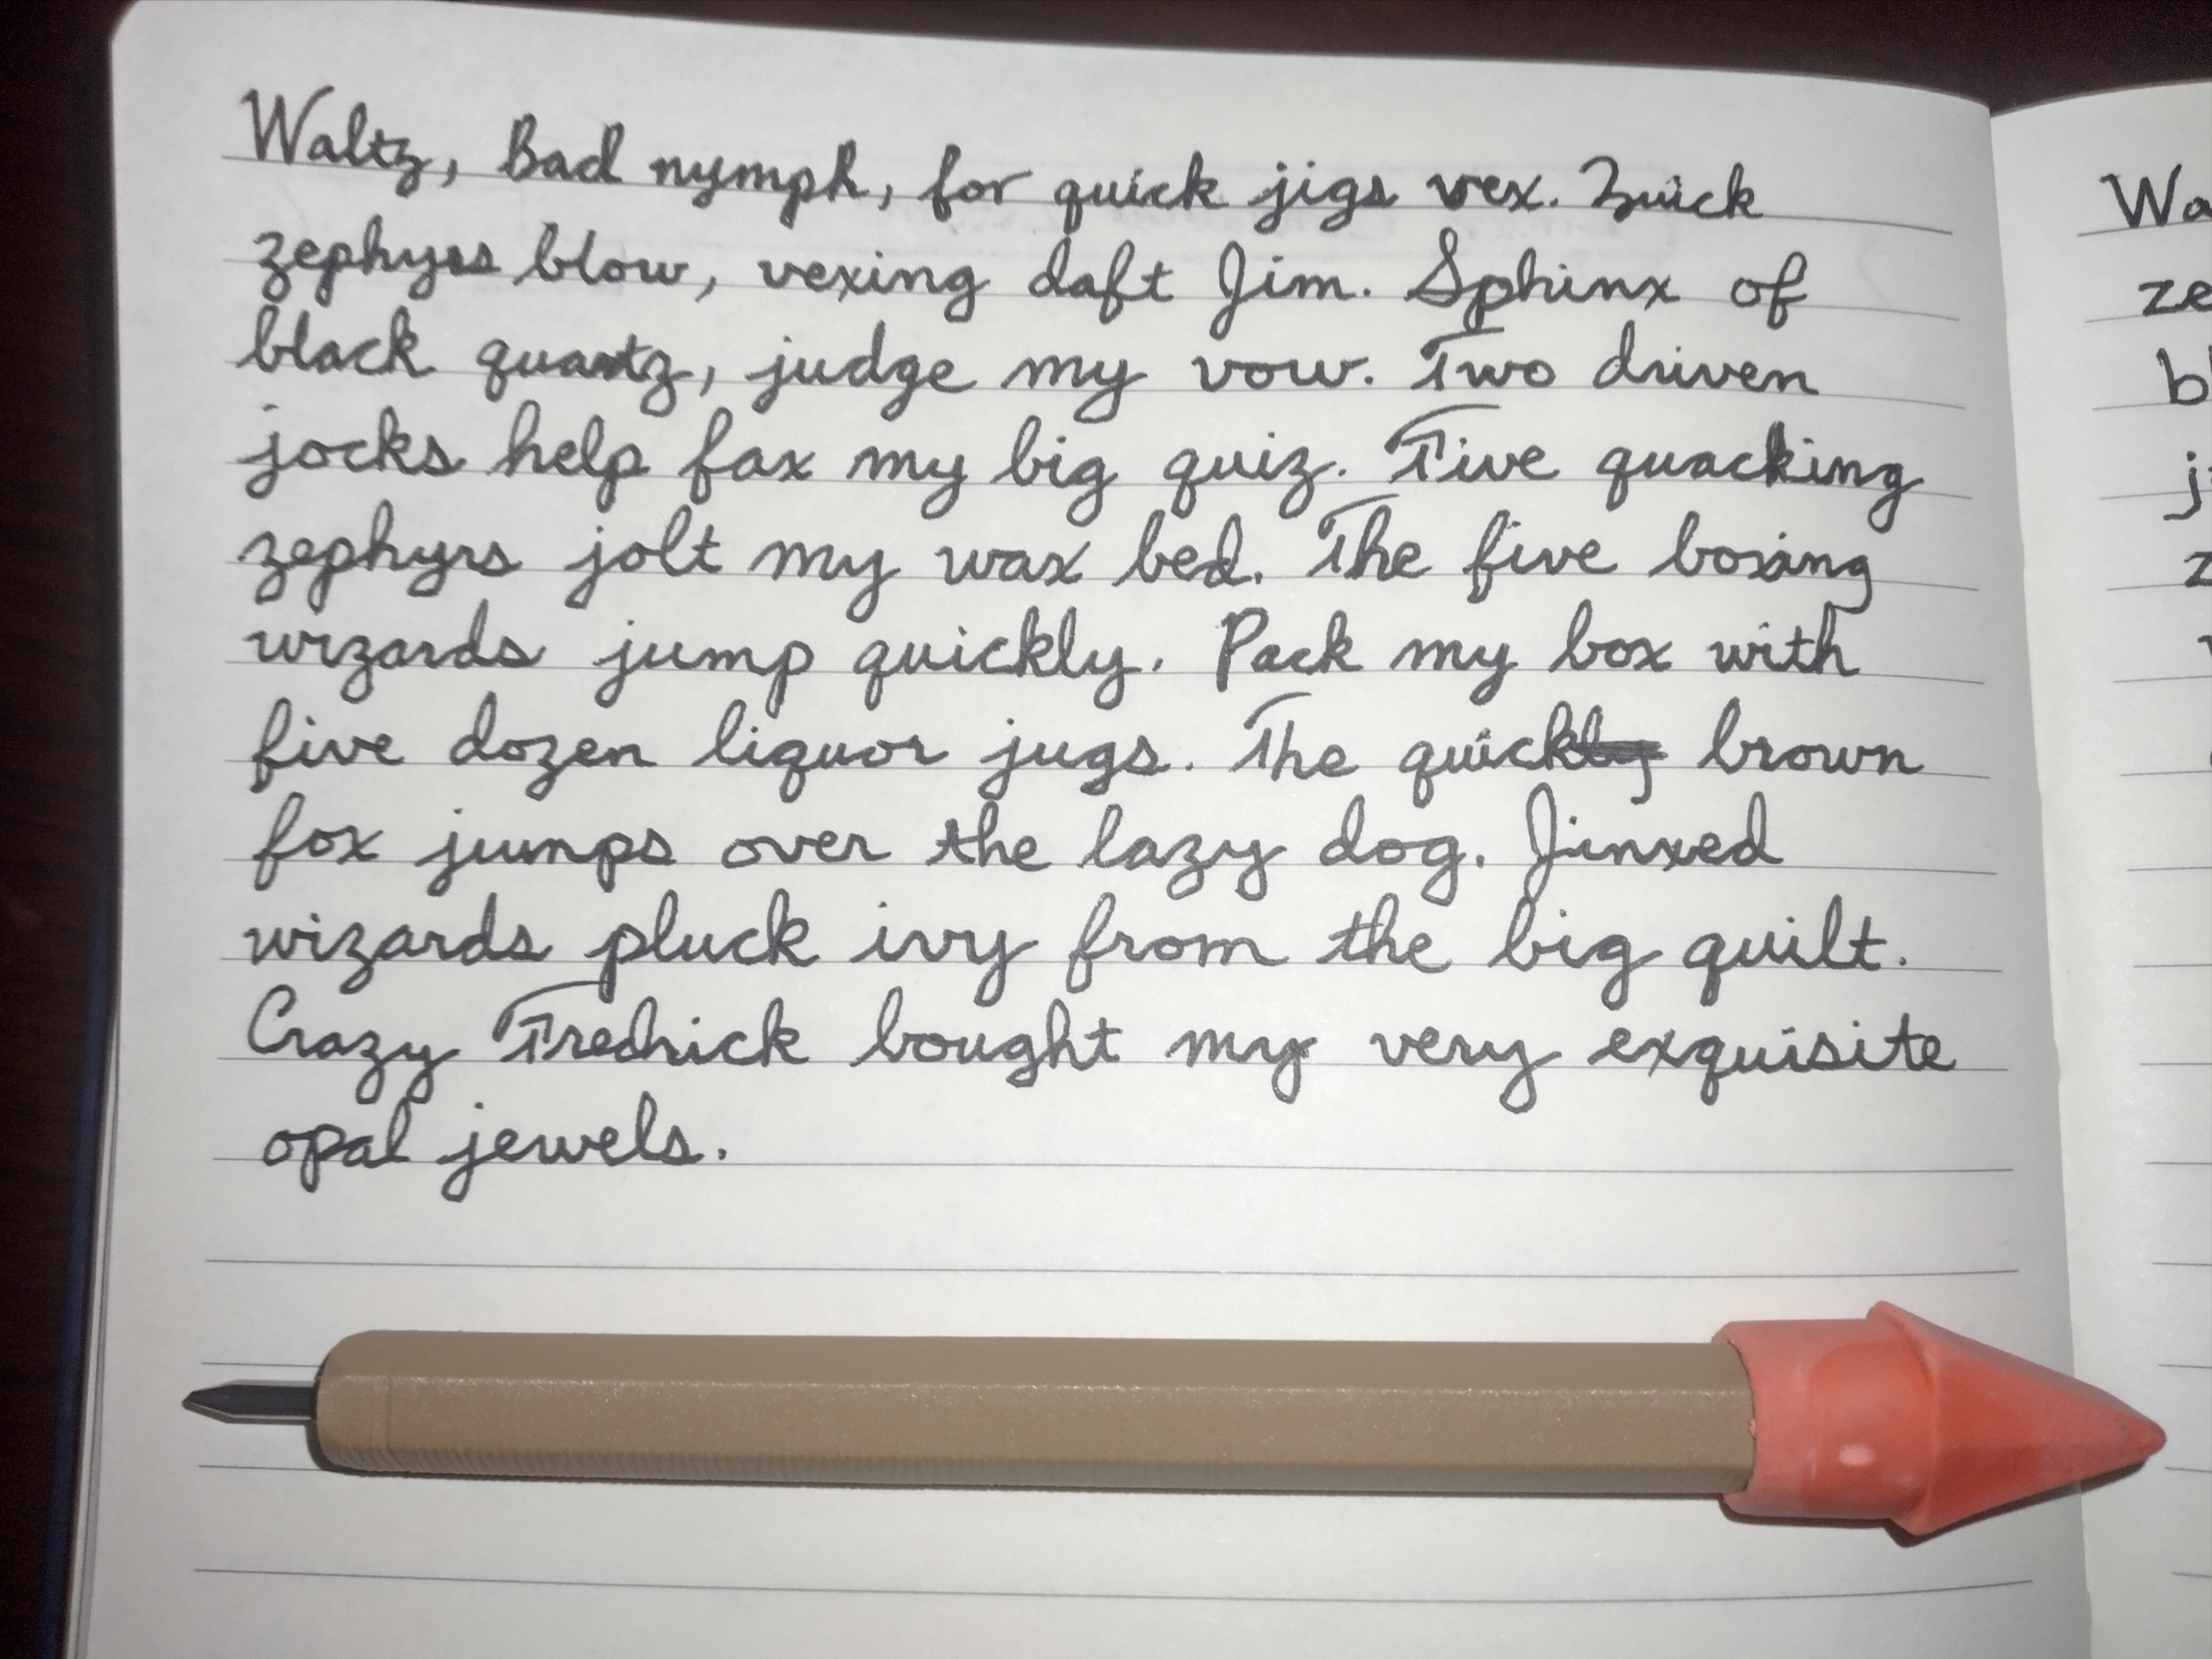 Waltz, Bad nymph, for quick jigs vex. Quick
zephyrs blow, vexing daft Jim. Sphinx of
black quartz, judge my vow. Two driven
jocks help fax my big quiz. Five quacking
zephyrs jolt my wax bed. The five boxing
wizards jump quickly. Pack my box with
five dozen liquor jugs. The quick brown
fox jumps over the lazy dog. Jinxed
wizards pluck ivy from the big quilt.
Crazy Fredrick bought my very exquisite
opal jewels.
Wa
ze